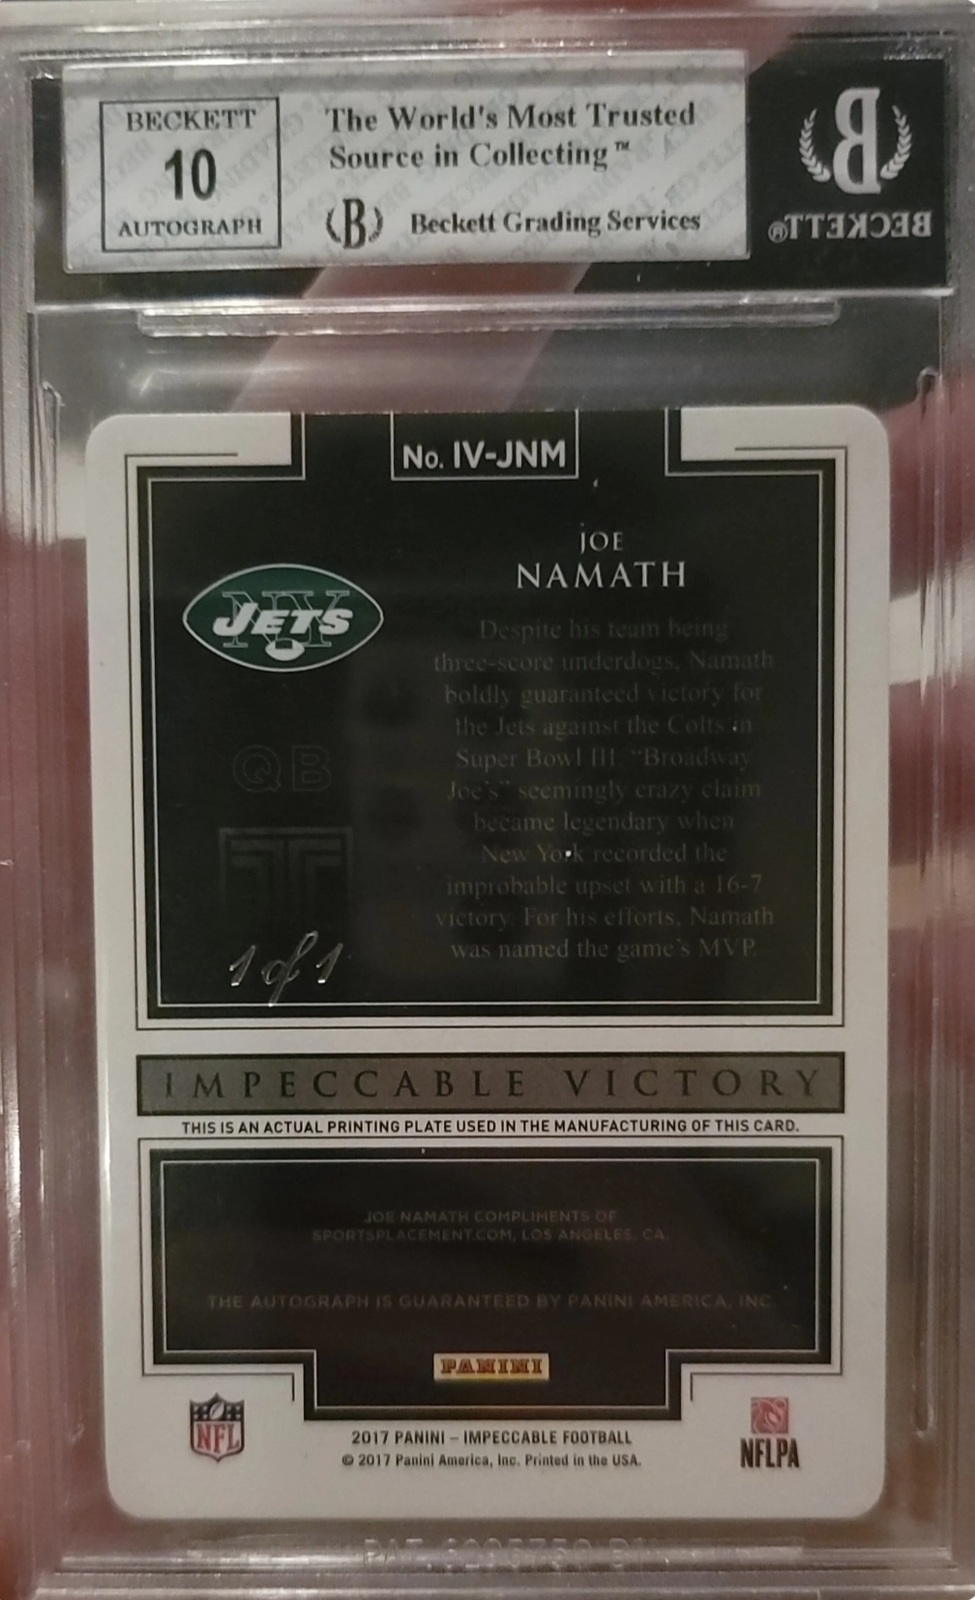 BECKETT
10
AUTOGRAPH
The World's Most Trusted
Source in Collecting™
(B) Beckett Grading Services
B
BECKETT®
No. IV-JNM
JOE
NAMATH
NY
JETS
Despite his team being
three-score underdogs, Namath
boldly guaranteed victory for
the Jets against the Colts in
Super Bowl III. “Broadway
Joe's” seemingly crazy claim
became legendary when
New York recorded the
improbable upset with a 16-7
victory. For his efforts, Namath
was named the game's MVP.
QB
1 of 1
IMPECCABLE VICTORY
THIS IS AN ACTUAL PRINTING PLATE USED IN THE MANUFACTURING OF THIS CARD.
JOE NAMATH COMPLIMENTS OF
SPORTSPLACEMENT.COM, LOS ANGELES, CA.
THE AUTOGRAPH IS GUARANTEED BY PANINI AMERICA, INC.
PANINI
NFL
2017 PANINI – IMPECCABLE FOOTBALL
© 2017 Panini America, Inc. Printed in the USA.
NFLPA